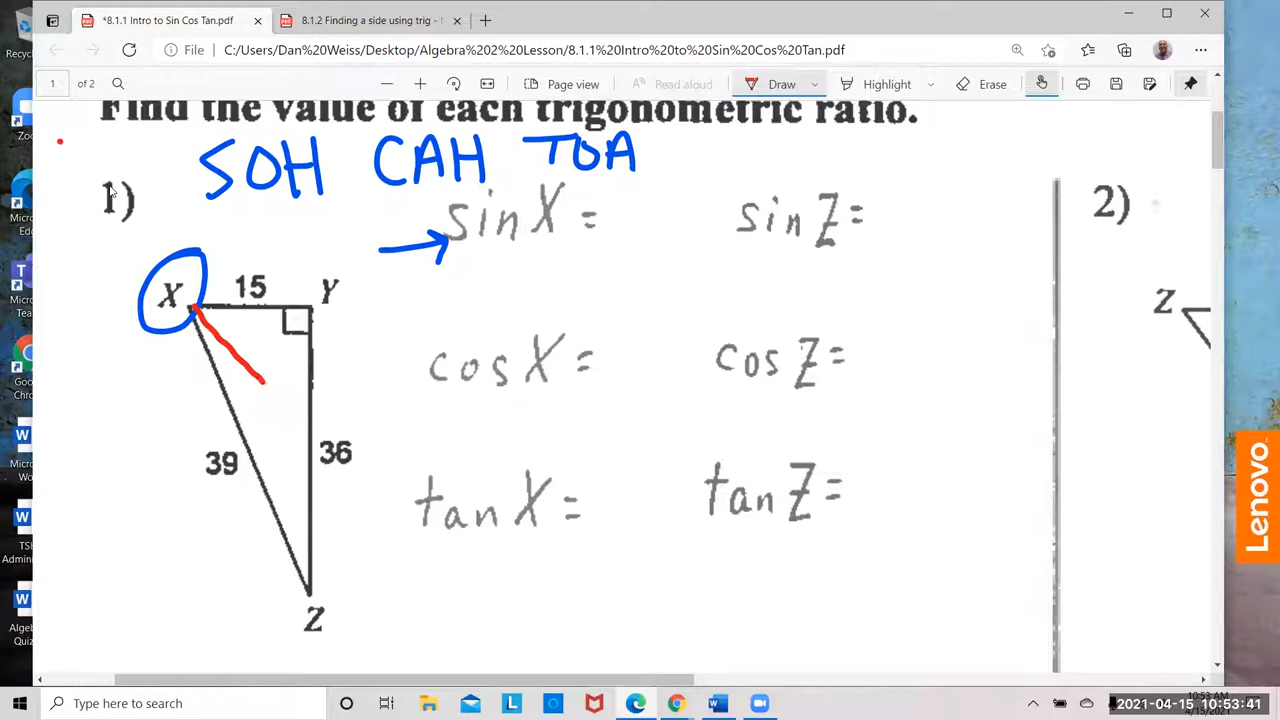 *8.1.1 Intro to Sin Cos Tan.pdf
8.1.2 Finding a side using trig -
File
C:/Users/Dan%20Weiss/Desktop/Algebra%202%20Lesson/8.1.1%20Intro%20to%20Sin%20Cos%20Tan.pdf
1 of 2
Page view
Read aloud
Draw
Highlight
Erase
Find the value of each trigonometric ratio.
SOH CAH TOA
1)
sin X =
sin Z =
2)
X 15 Y
Z
cos X =
cos Z =
39 36
tan X =
tan Z =
Z
Lenovo
Type here to search
10:53 AM
2021-04-15 10:53:41